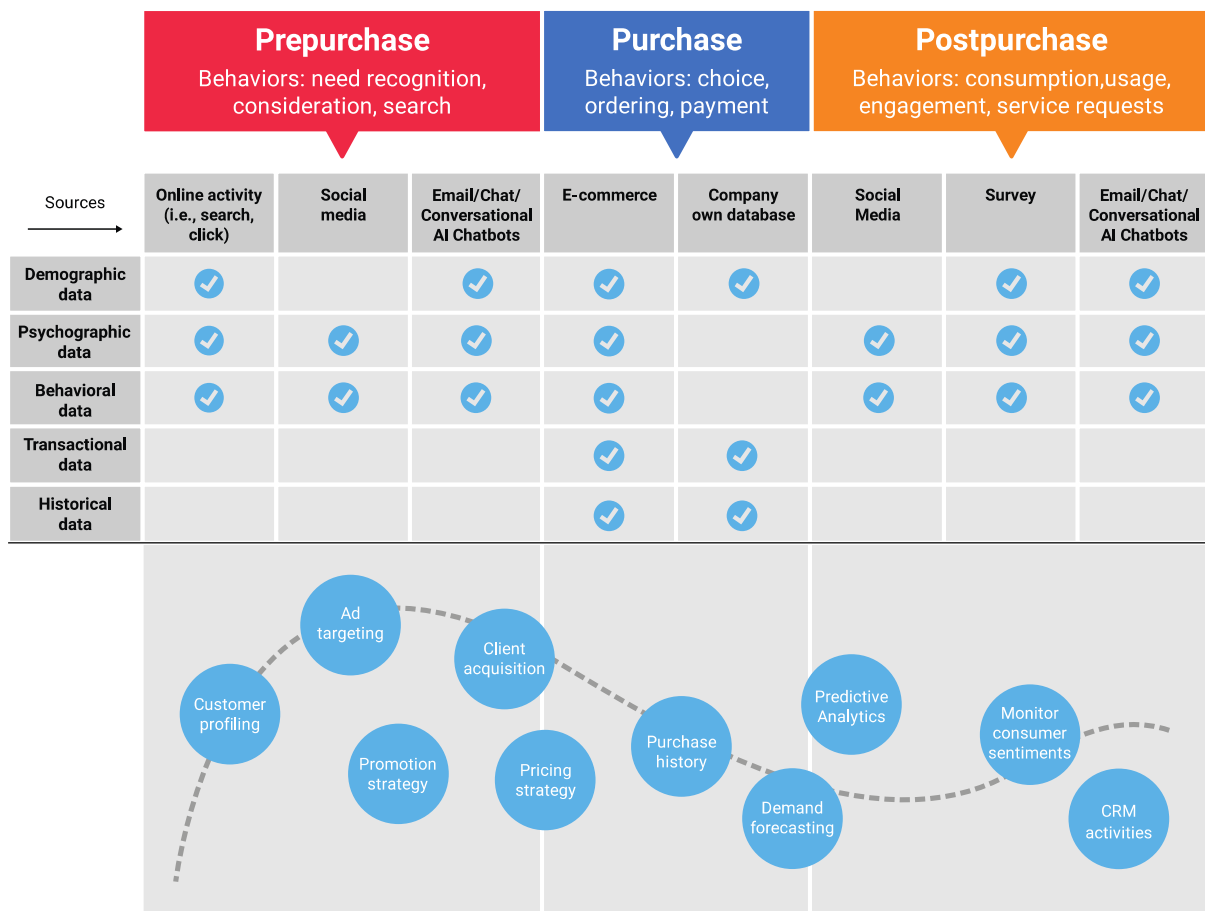 Prepurchase
Behaviors: need recognition,
consideration, search
Purchase
Behaviors: choice,
ordering, payment
Postpurchase
Behaviors: consumption,usage,
engagement, service requests
Sources
Online activity
(i.e., search,
click)
Social
media
Email/Chat/
Conversational
AI Chatbots
E-commerce
Company
own database
Social
Media
Survey
Email/Chat/
Conversational
AI Chatbots
Demographic
data
Psychographic
data
Behavioral
data
Transactional
data
Historical
data
Customer
profiling
Ad
targeting
Client
acquisition
Promotion
strategy
Pricing
strategy
Purchase
history
Predictive
Analytics
Demand
forecasting
Monitor
consumer
sentiments
CRM
activities